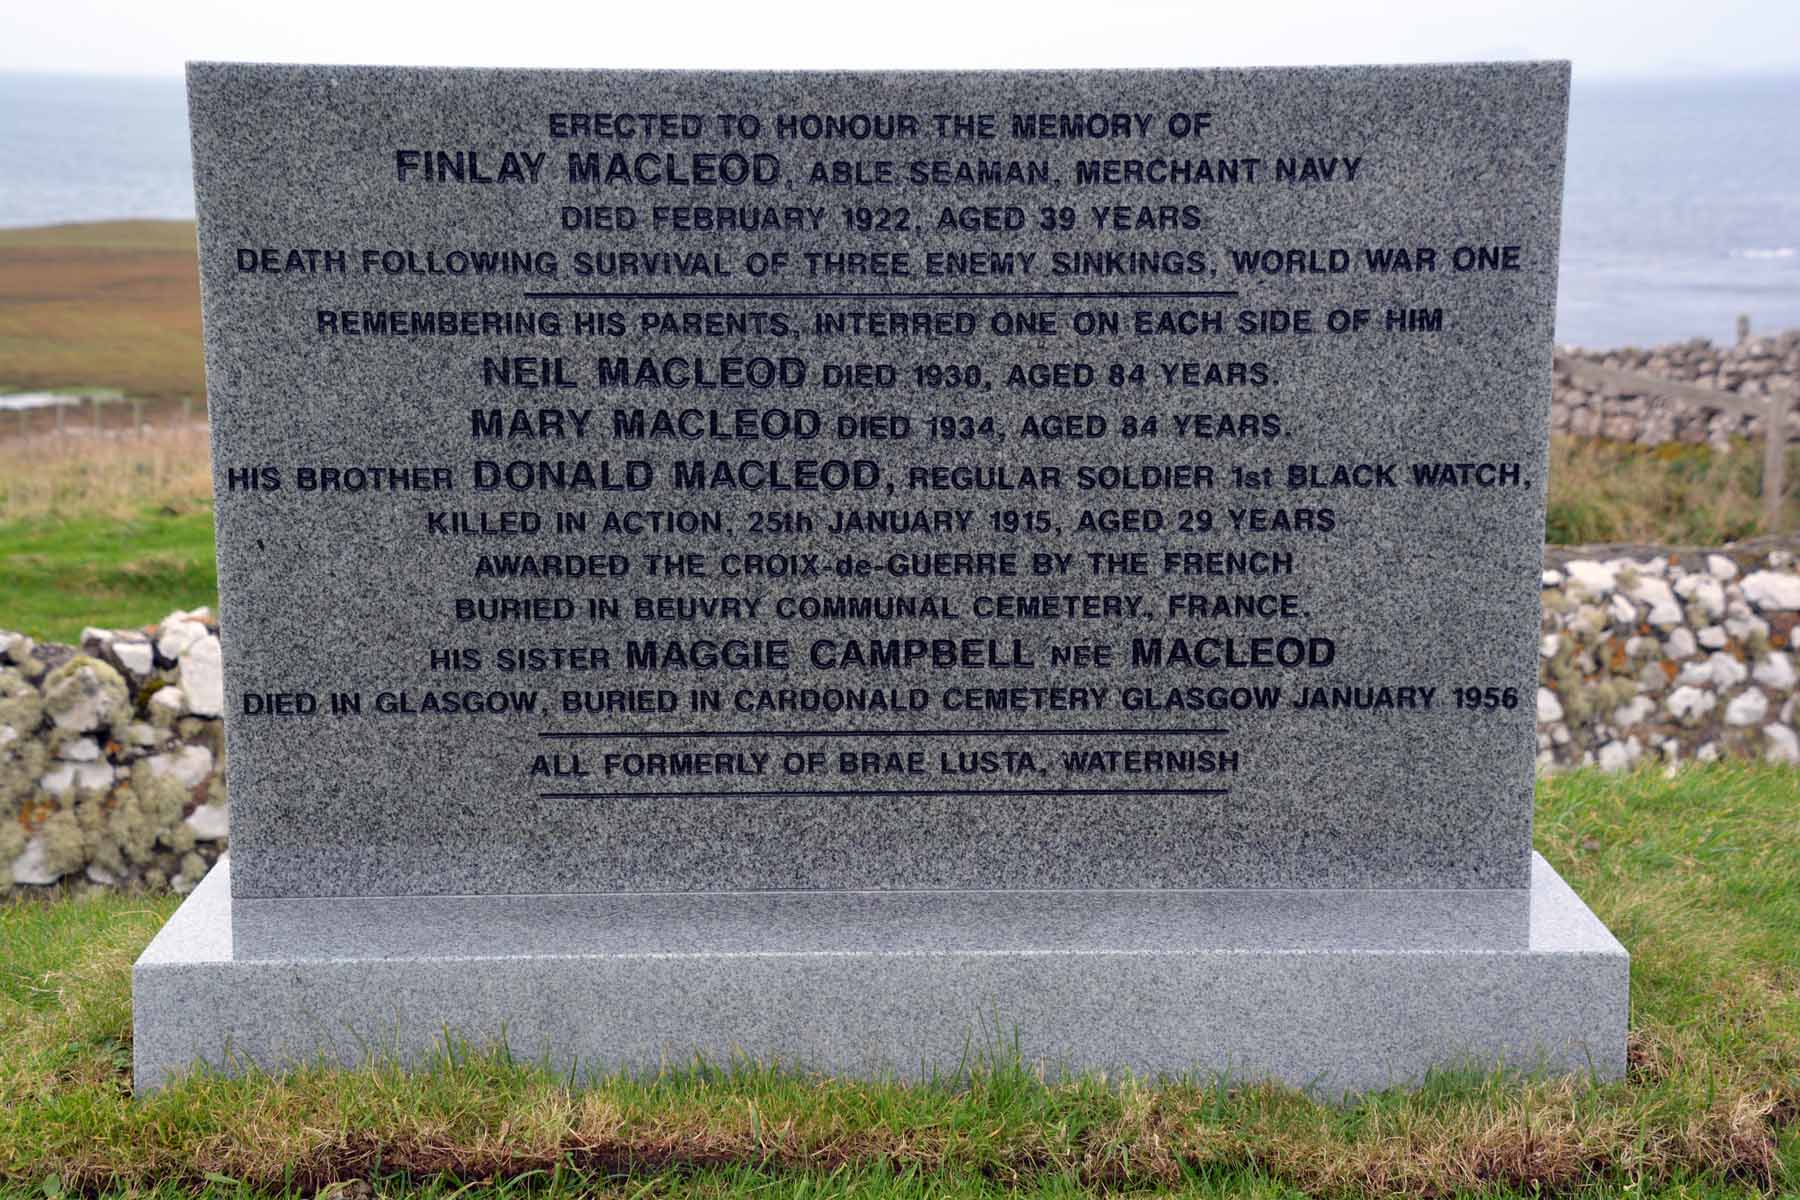 ERECTED TO HONOUR THE MEMORY OF
FINLAY MACLEOD, ABLE SEAMAN, MERCHANT NAVY
DIED FEBRUARY 1922, AGED 39 YEARS
DEATH FOLLOWING SURVIVAL OF THREE ENEMY SINKINGS, WORLD WAR ONE
REMEMBERING HIS PARENTS, INTERRED ONE ON EACH SIDE OF HIM
NEIL MACLEOD DIED 1930, AGED 84 YEARS.
MARY MACLEOD DIED 1934, AGED 84 YEARS.
HIS BROTHER DONALD MACLEOD, REGULAR SOLDIER 1st BLACK WATCH,
KILLED IN ACTION, 25th JANUARY 1915, AGED 29 YEARS
AWARDED THE CROIX-de-GUERRE BY THE FRENCH
BURIED IN BEUVRY COMMUNAL CEMETERY, FRANCE.
HIS SISTER MAGGIE CAMPBELL NEE MACLEOD
DIED IN GLASGOW, BURIED IN CARDONALD CEMETERY GLASGOW JANUARY 1956
ALL FORMERLY OF BRAE LUSTA, WATERNISH